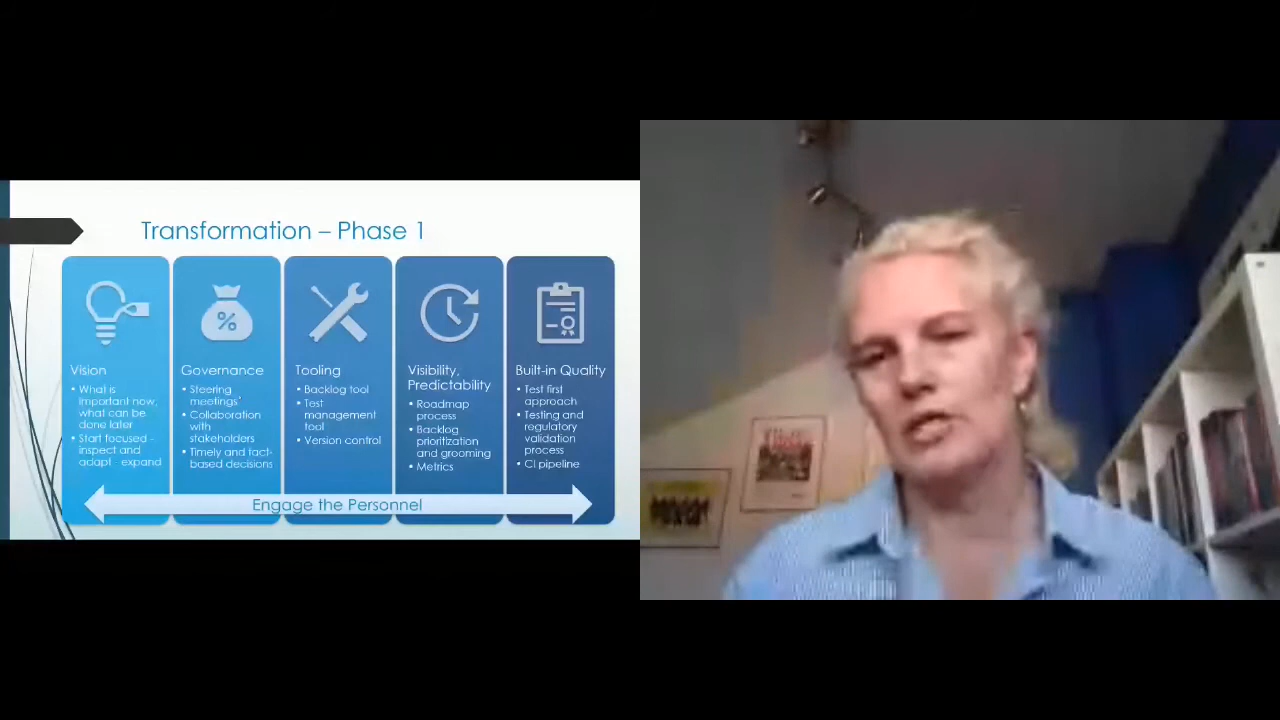 Transformation – Phase 1
Vision
• What is
important now,
what can be
done later
• Start focused -
inspect and
adapt - expand
Governance
• Steering
meetings
• Collaboration
with
stakeholders
• Timely and fact-
based decisions
Tooling
• Backlog tool
• Test
management
tool
• Version control
Visibility,
Predictability
• Roadmap
process
• Backlog
prioritization
and grooming
• Metrics
Built-in Quality
• Test first
approach
• Testing and
regulatory
validation
process
• CI pipeline
Engage the Personnel